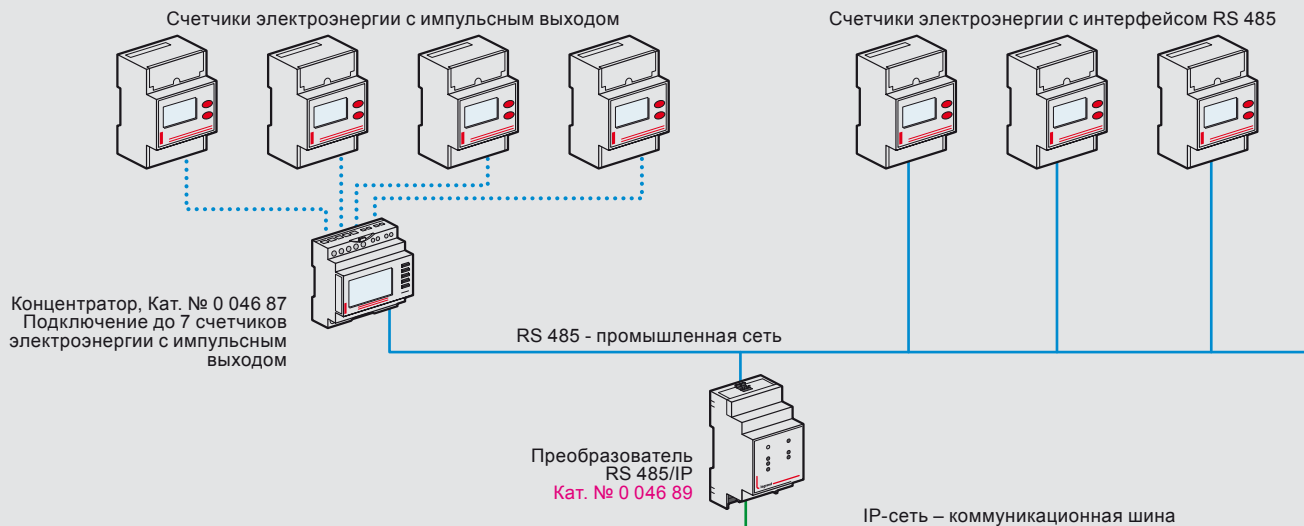 Счетчики электроэнергии с импульсным выходом
Счетчики электроэнергии с интерфейсом RS 485
Концентратор, Кат. № 0 046 87
Подключение до 7 счетчиков
электроэнергии с импульсным
выходом
RS 485 - промышленная сеть
Преобразователь
RS 485/IP
Кат. № 0 046 89
IP-сеть – коммуникационная шина